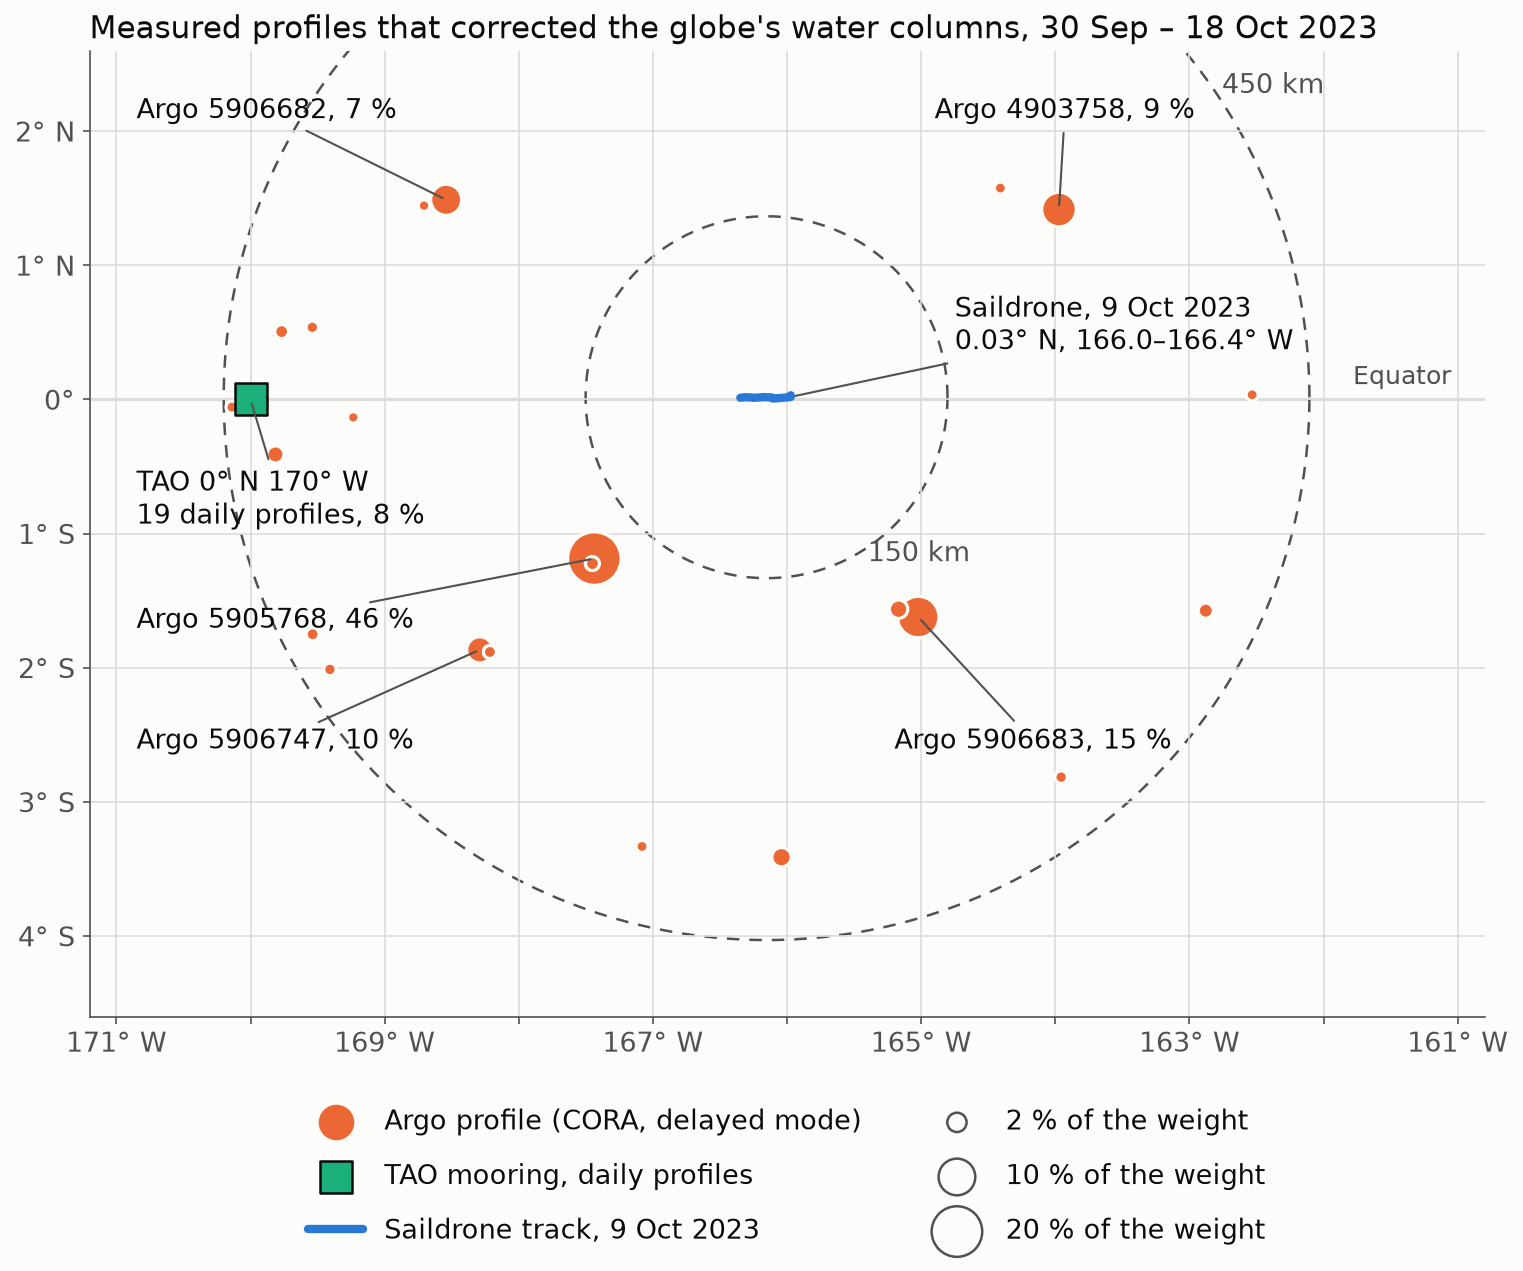 Measured profiles that corrected the globe's water columns, 30 Sep – 18 Oct 2023
450 km
Argo 5906682, 7 %
Argo 4903758, 9 %
2° N
1° N
Saildrone, 9 Oct 2023
0.03° N, 166.0–166.4° W
Equator
0°
TAO 0° N 170° W
19 daily profiles, 8 %
1° S
150 km
Argo 5905768, 46 %
2° S
Argo 5906747, 10 %
Argo 5906683, 15 %
3° S
4° S
171° W
169° W
167° W
165° W
163° W
161° W
Argo profile (CORA, delayed mode)
TAO mooring, daily profiles
Saildrone track, 9 Oct 2023
2 % of the weight
10 % of the weight
20 % of the weight